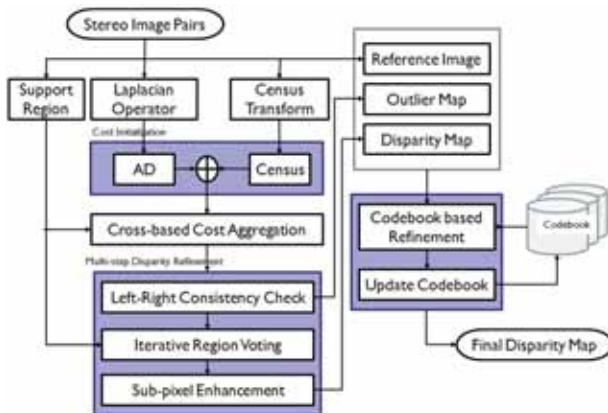 Stereo Image Pairs
Support
Region
Laplacian
Operator
Census
Transform
Reference Image
Outlier Map
Disparity Map
Cost Initialization
AD
Census
Cross-based Cost Aggregation
Multi-step Disparity Refinement
Left-Right Consistency Check
Iterative Region Voting
Sub-pixel Enhancement
Codebook based
Refinement
Update Codebook
Codebook
Final Disparity Map